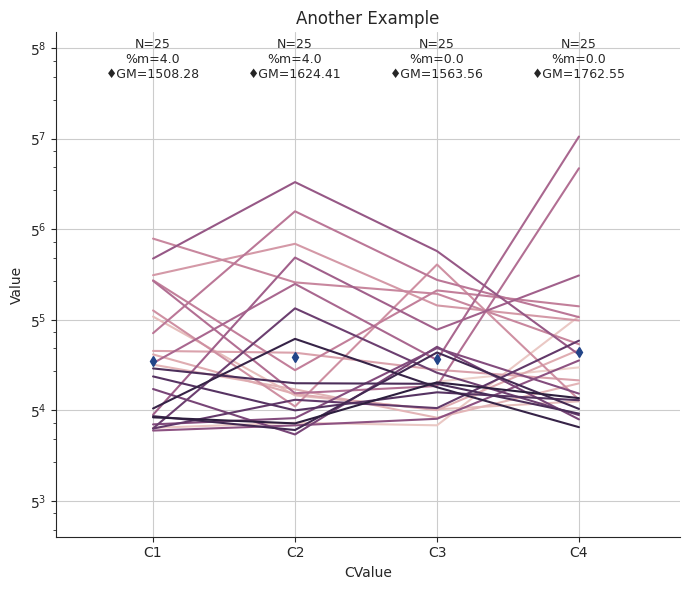 Another Example
N=25 N=25 N=25 N=25
%m=4.0 %m=4.0 %m=0.0 %m=0.0
♦GM=1508.28 ♦GM=1624.41 ♦GM=1563.56 ♦GM=1762.55
5⁸
5⁷
5⁶
5⁵
5⁴
5³
Value
C1 C2 C3 C4
CValue